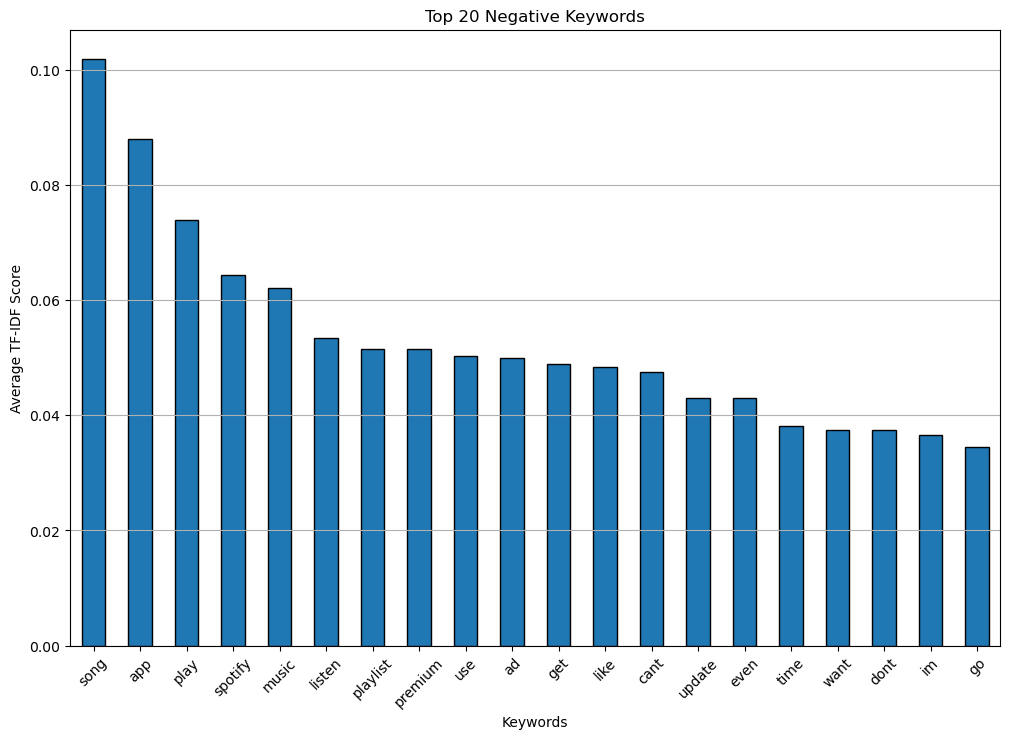 Top 20 Negative Keywords
Average TF-IDF Score
0.10
0.08
0.06
0.04
0.02
0.00
song app play spotify music listen playlist premium use ad get like cant update even time want dont im go
Keywords